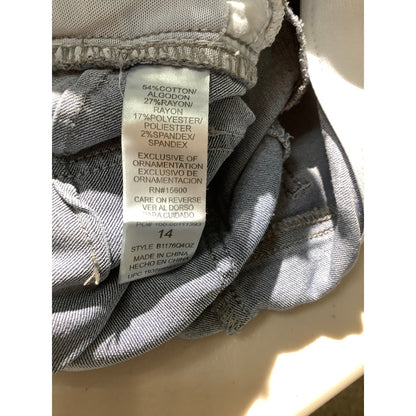 54%COTTON/
ALGODON
27%RAYON/
RAYON
17%POLYESTER/
POLIESTER
2%SPANDEX/
SPANDEX
EXCLUSIVE OF
ORNAMENTATION
EXCLUSIVO DE
ORNAMENTACION
RN#15600
CARE ON REVERSE
VER AL DORSO
PARA CUIDADO
14
STYLE
MADE IN CHINA
HECHO EN CHINA
UPC